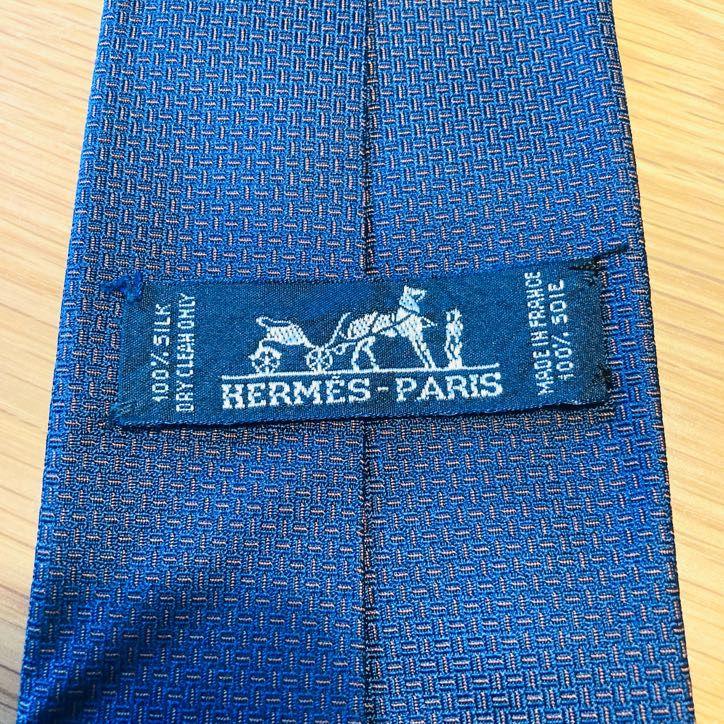 100% SILK
DRY CLEAN ONLY
HERMÈS-PARIS
MADE IN FRANCE
100% SOIE